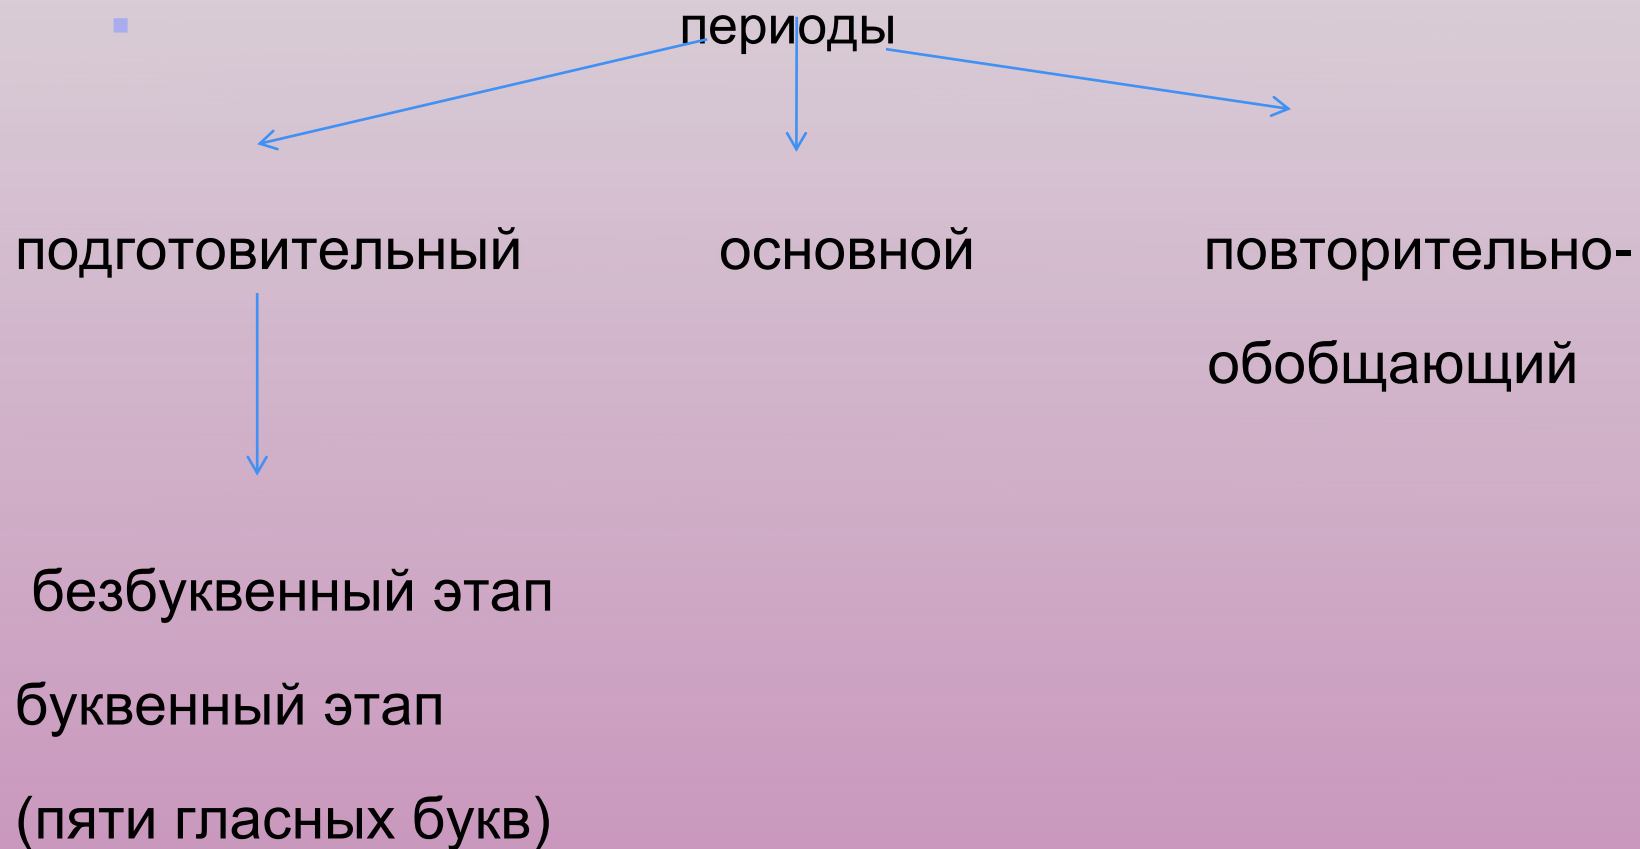 периоды
подготовительный основной повторительно-
обобщающий
безбуквенный этап
буквенный этап
(пяти гласных букв)